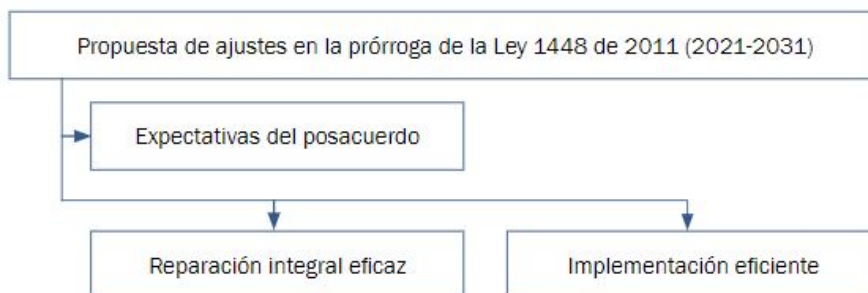 Propuesta de ajustes en la prórroga de la Ley 1448 de 2011 (2021-2031)
Expectativas del posacuerdo
Reparación integral eficaz
Implementación eficiente